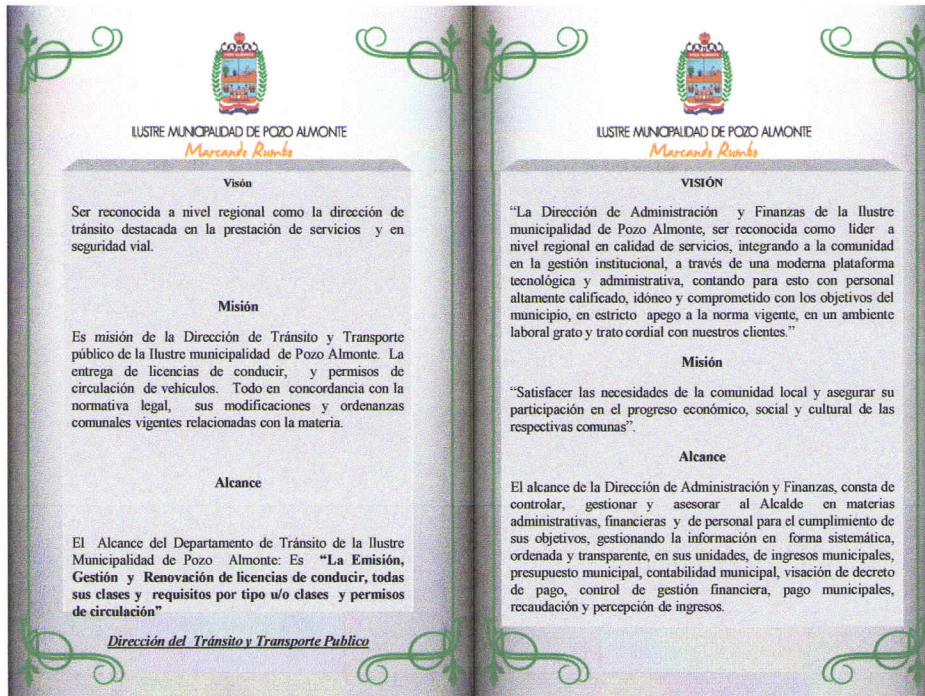 ILUSTRE MUNICIPALIDAD DE POZO ALMONTE
Marcando Rumbo
Visón
Ser reconocida a nivel regional como la dirección de
tránsito destacada en la prestación de servicios y en
seguridad vial.
Misión
Es misión de la Dirección de Tránsito y Transporte
público de la Ilustre municipalidad de Pozo Almonte. La
entrega de licencias de conducir, y permisos de
circulación de vehículos. Todo en concordancia con la
normativa legal, sus modificaciones y ordenanzas
comunales vigentes relacionadas con la materia.
Alcance
El Alcance del Departamento de Tránsito de la Ilustre
Municipalidad de Pozo Almonte: Es “La Emisión,
Gestión y Renovación de licencias de conducir, todas
sus clases y requisitos por tipo u/o clases y permisos
de circulación”
Dirección del Tránsito y Transporte Publico
ILUSTRE MUNICIPALIDAD DE POZO ALMONTE
Marcando Rumbo
VISIÓN
“La Dirección de Administración y Finanzas de la Ilustre
municipalidad de Pozo Almonte, ser reconocida como lider a
nivel regional en calidad de servicios, integrando a la comunidad
en la gestión institucional, a través de una moderna plataforma
tecnológica y administrativa, contando para esto con personal
altamente calificado, idóneo y comprometido con los objetivos del
municipio, en estricto apego a la norma vigente, en un ambiente
laboral grato y trato cordial con nuestros clientes.”
Misión
“Satisfacer las necesidades de la comunidad local y asegurar su
participación en el progreso económico, social y cultural de las
respectivas comunas”.
Alcance
El alcance de la Dirección de Administración y Finanzas, consta de
controlar, gestionar y asesorar al Alcalde en materias
administrativas, financieras y de personal para el cumplimiento de
sus objetivos, gestionando la información en forma sistemática,
ordenada y transparente, en sus unidades, de ingresos municipales,
presupuesto municipal, contabilidad municipal, visación de decreto
de pago, control de gestión financiera, pago municipales,
recaudación y percepción de ingresos.